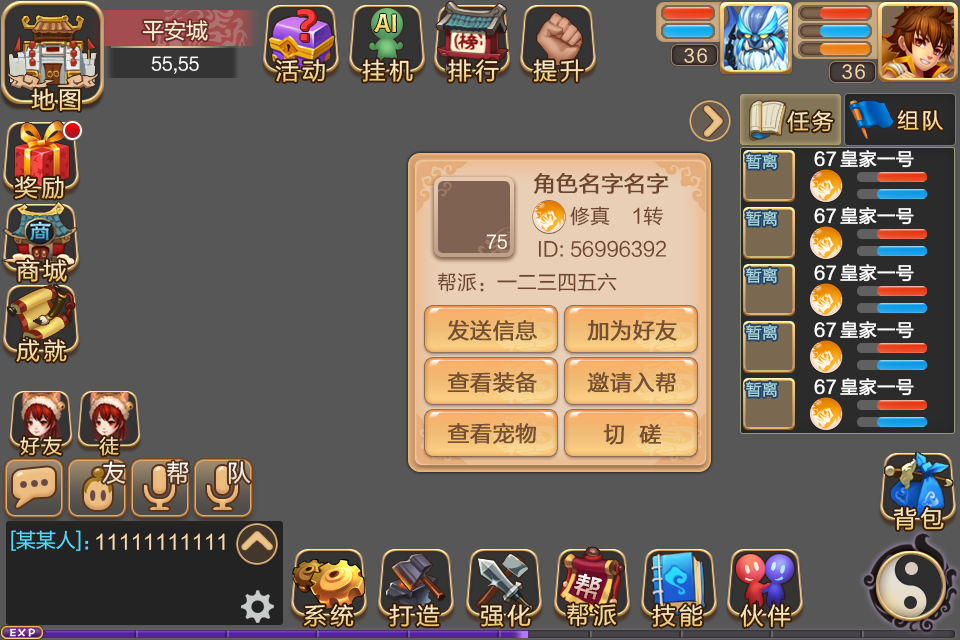 平安城
55,55
地图
活动
AI
挂机
榜
排行
提升
36
36
奖励
商
商城
成就
任务
组队
暂离
67 皇家一号
暂离
67 皇家一号
暂离
67 皇家一号
暂离
67 皇家一号
暂离
67 皇家一号
角色名字名字
75
修真 1转
ID: 56996392
帮派：一二三四五六
发送信息
加为好友
查看装备
邀请入帮
查看宠物
切 磋
好友
徒
友
帮
队
[某某人]: 11111111111
背包
系统
打造
强化
帮
帮派
技能
伙伴
EXP